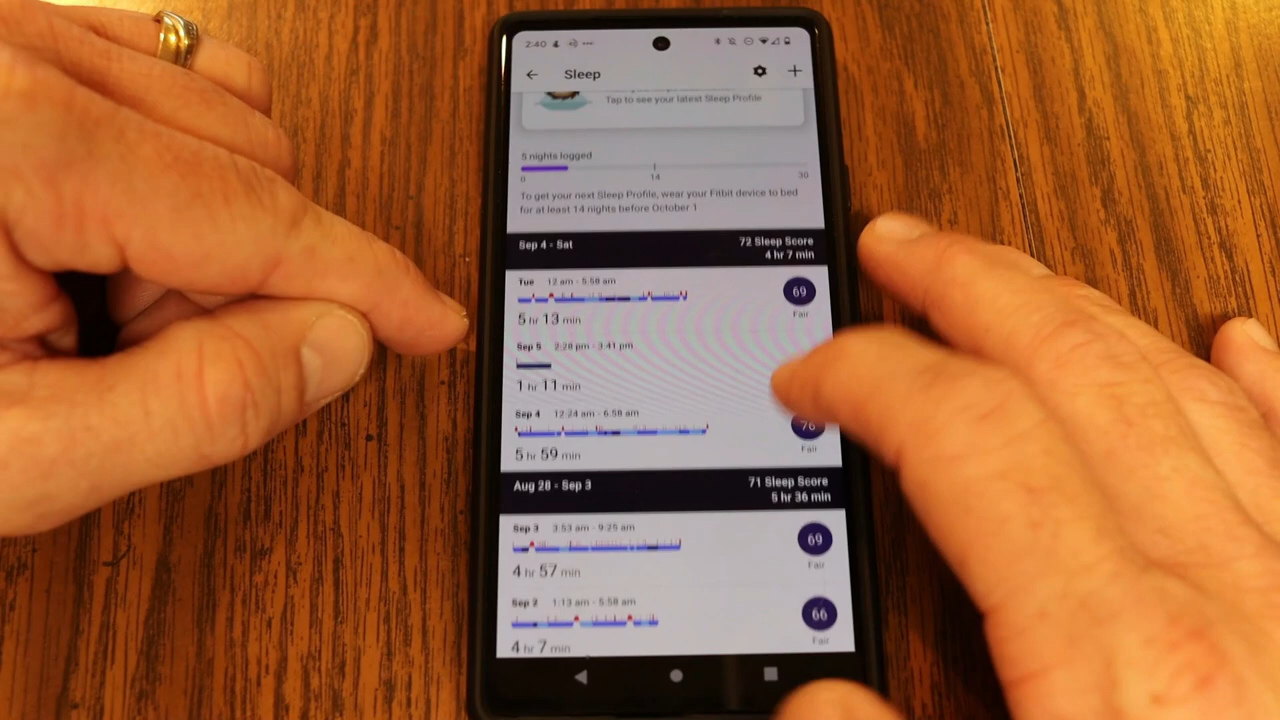 2:40
Sleep
Tap to see your latest Sleep Profile
5 nights logged
0 14 30
To get your next Sleep Profile, wear your Fitbit device to bed
for at least 14 nights before October 1
Sep 4 - Sat 72 Sleep Score
4 hr 7 min
Tue 12 am - 5:58 am
69
5 hr 13 min Fair
Sep 5 2:28 pm - 3:41 pm
1 hr 11 min
Sep 4 12:24 am - 6:58 am
76
5 hr 59 min Fair
Aug 28 - Sep 3 71 Sleep Score
5 hr 36 min
Sep 3 3:53 am - 9:25 am
69
4 hr 57 min Fair
Sep 2 1:13 am - 5:58 am
66
4 hr 7 min Fair